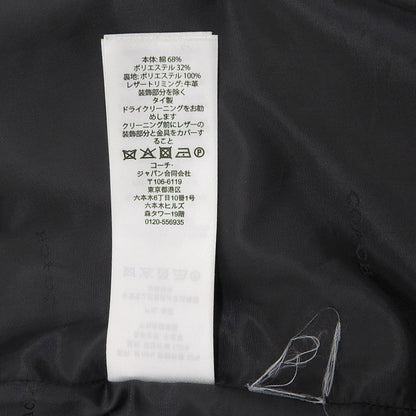 本体: 綿 68%
ポリエステル 32%
裏地: ポリエステル 100%
レザートリミング: 牛革
装飾部分を除く
タイ製
ドライクリーニングをお勧
めします
クリーニング前にレザーの
装飾部分と金具をカバーす
ること
P
コーチ・
ジャパン合同会社
〒106-6119
東京都港区
六本木6丁目10番1号
六本木ヒルズ
森タワー19階
0120-556935
COACH